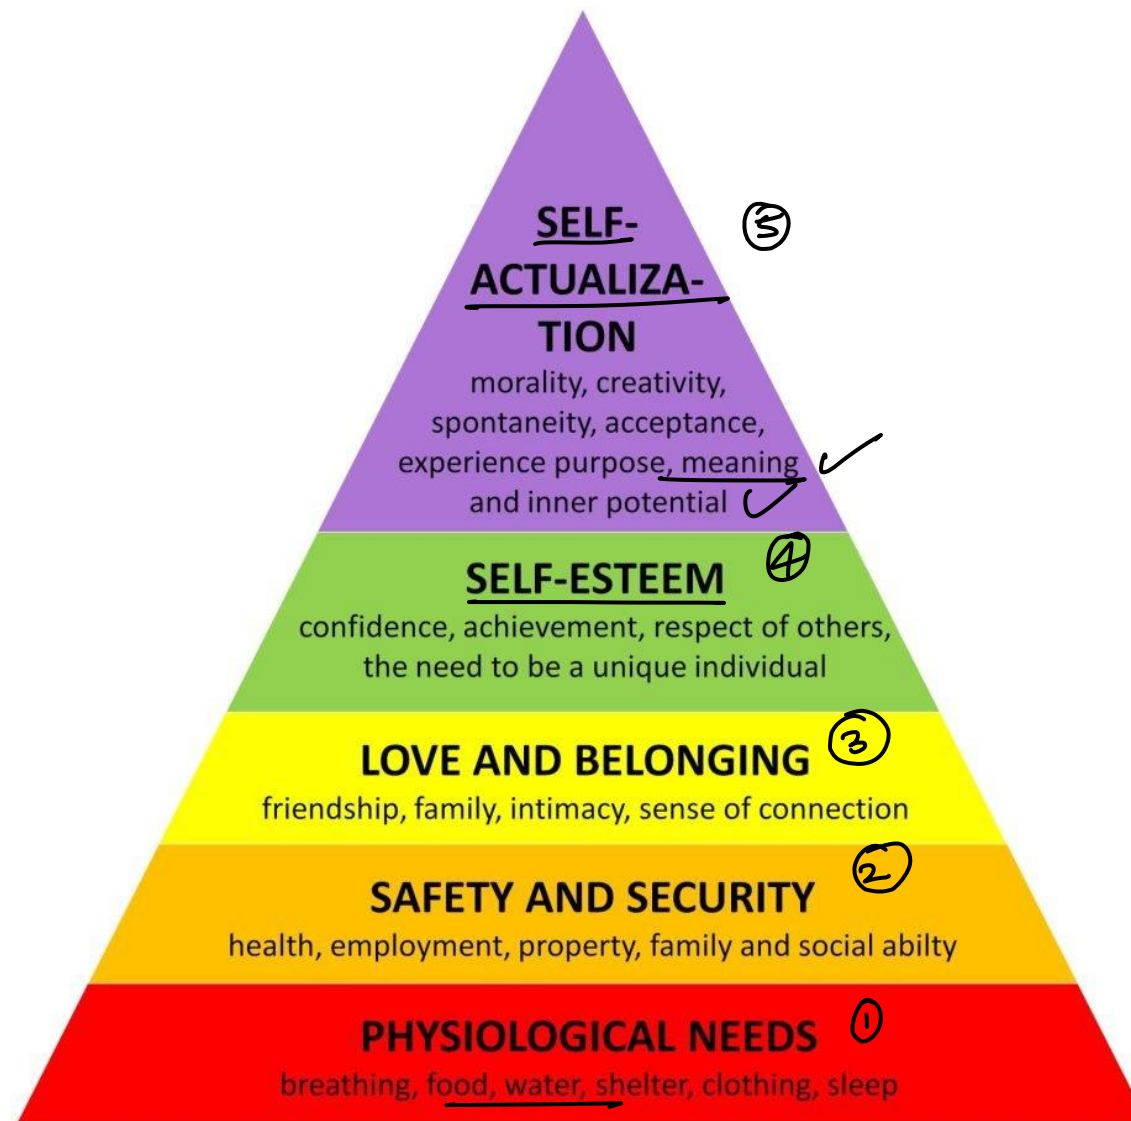 SELF-
⑤
ACTUALIZA-
TION
morality, creativity,
spontaneity, acceptance,
experience purpose, meaning
and inner potential
④
SELF-ESTEEM
confidence, achievement, respect of others,
the need to be a unique individual
③
LOVE AND BELONGING
friendship, family, intimacy, sense of connection
②
SAFETY AND SECURITY
health, employment, property, family and social abilty
①
PHYSIOLOGICAL NEEDS
breathing, food, water, shelter, clothing, sleep